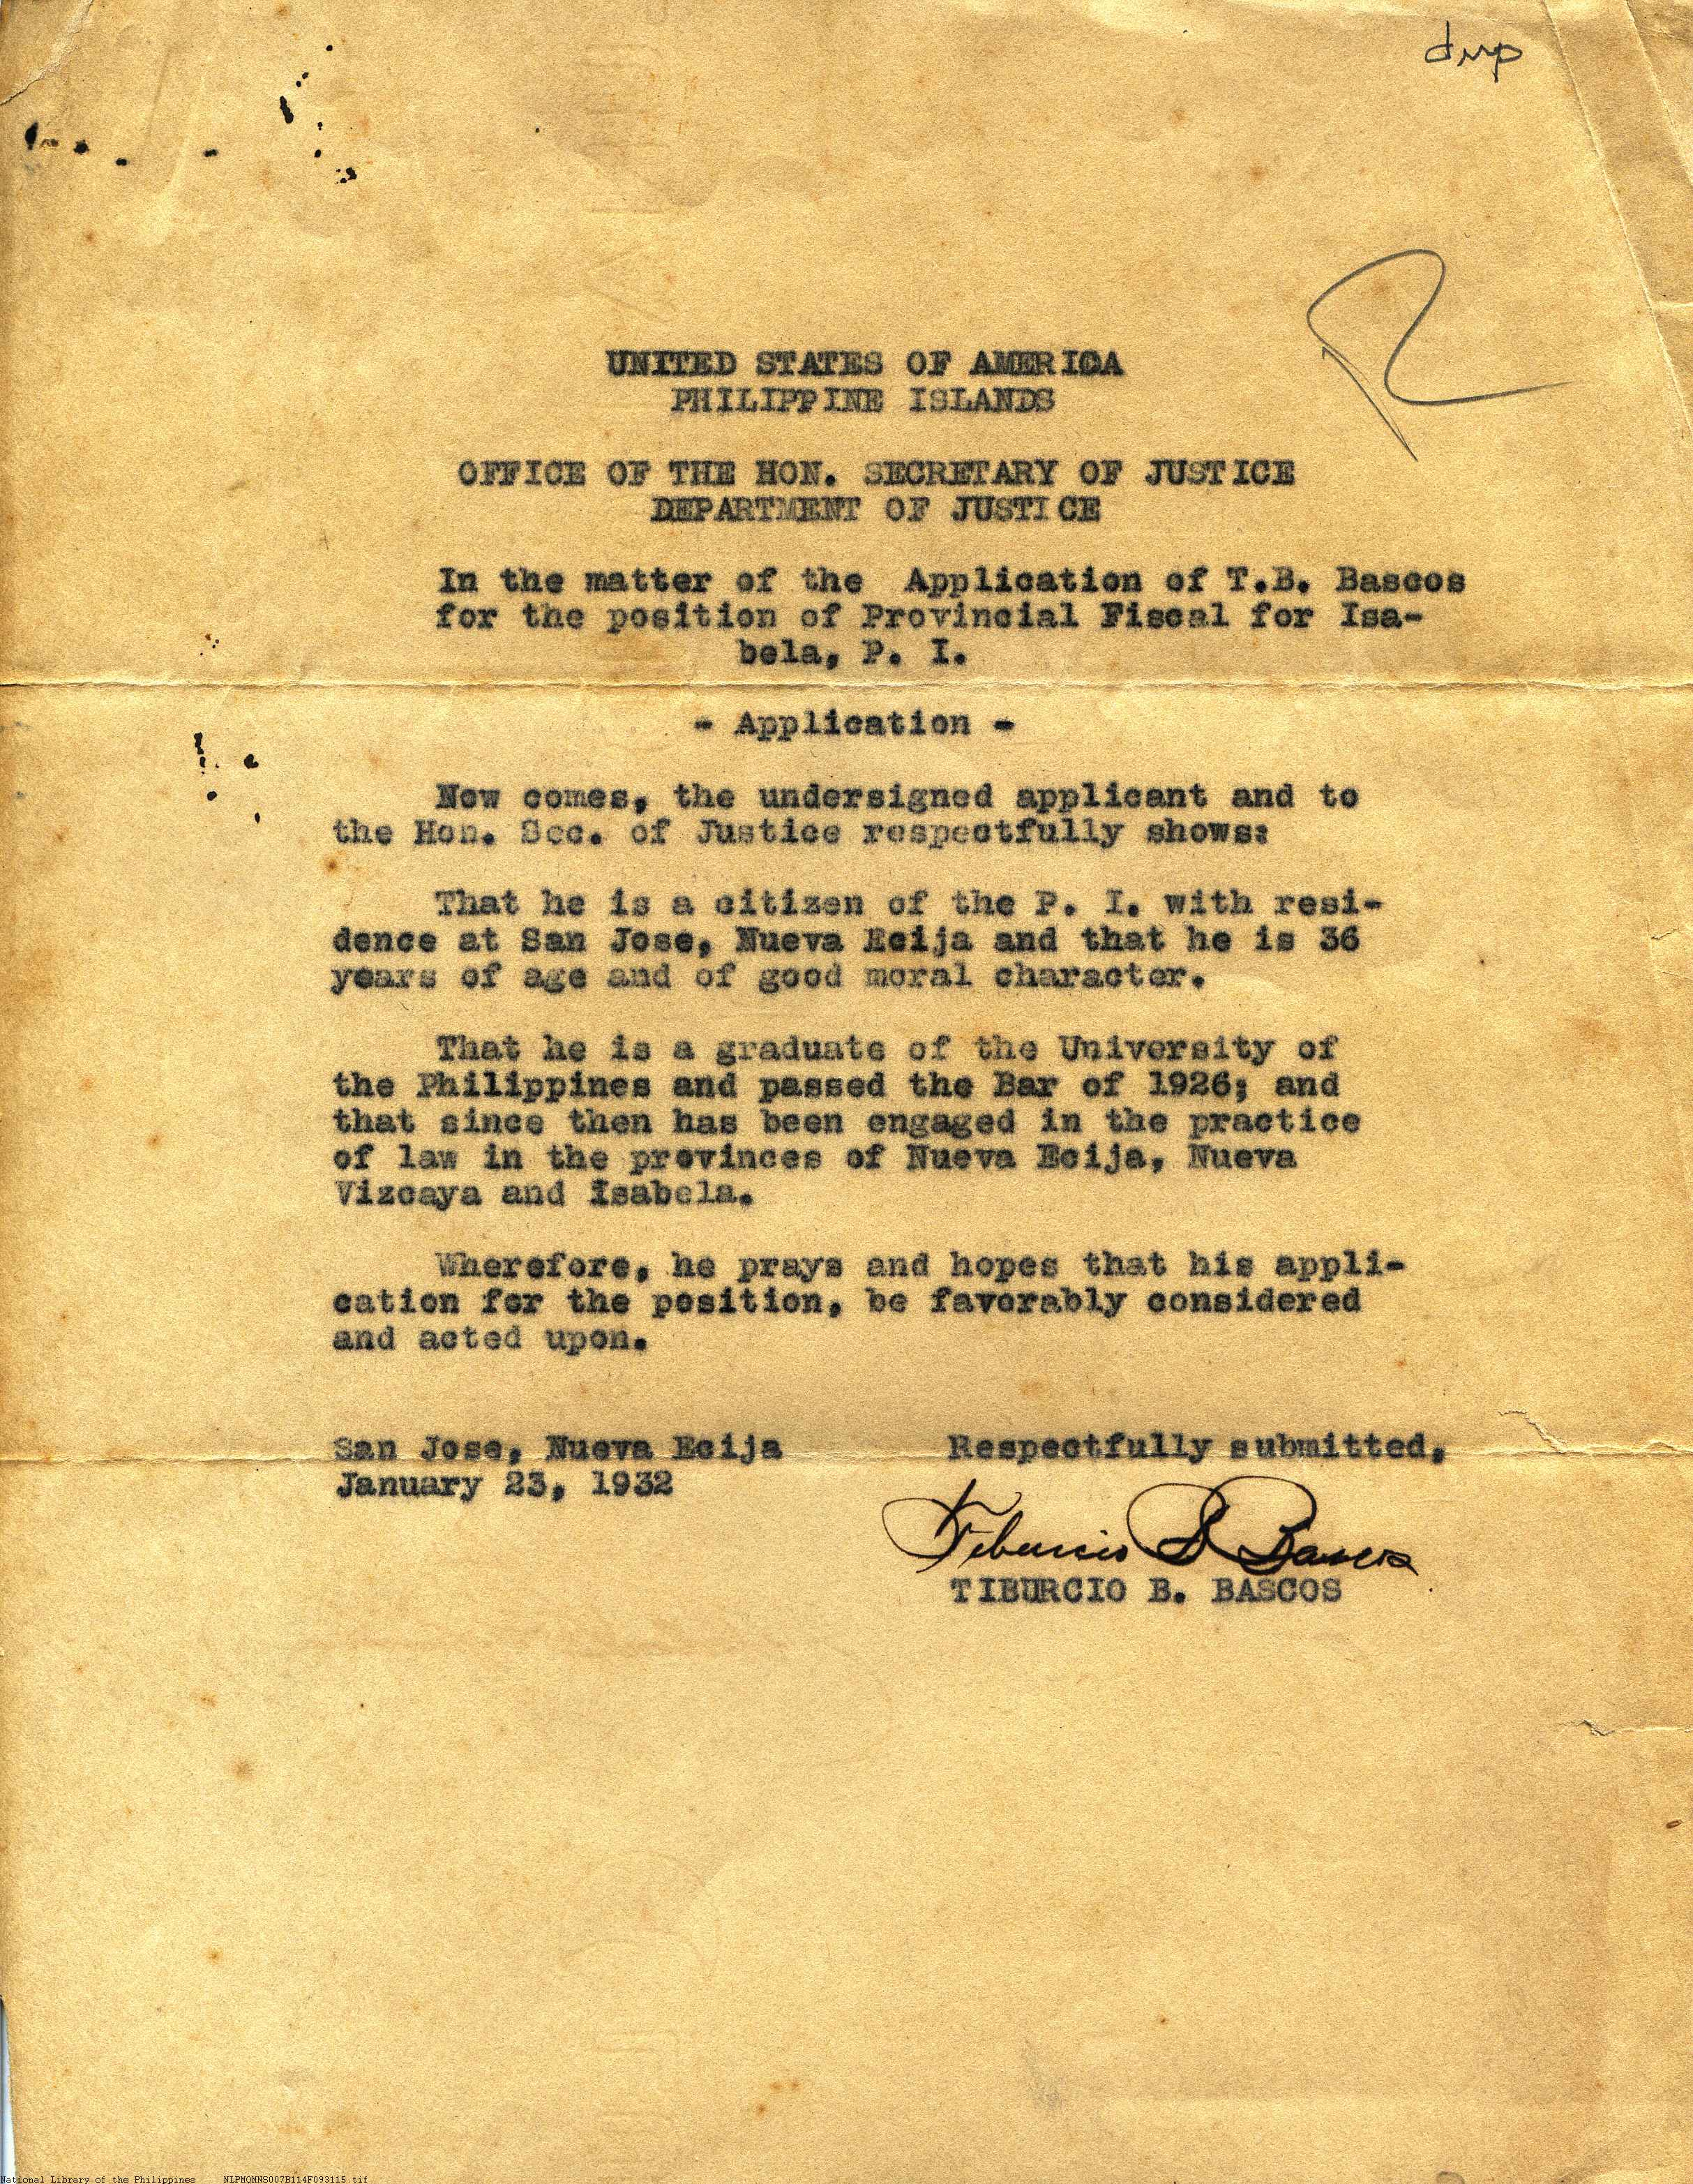 dmp
UNITED STATES OF AMERICA
PHILIPPINE ISLANDS
OFFICE OF THE HON. SECRETARY OF JUSTICE
DEPARTMENT OF JUSTICE
In the matter of the Application of T.B. Bascos
for the position of Provincial Fiscal for Isa-
bela, P. I.
- Application -
Now comes, the undersigned applicant and to
the Hon. Sec. of Justice respectfully shows:
That he is a citizen of the P. I. with resi-
dence at San Jose, Nueva Ecija and that he is 36
years of age and of good moral character.
That he is a graduate of the University of
the Philippines and passed the Bar of 1926; and
that since then has been engaged in the practice
of law in the provinces of Nueva Ecija, Nueva
Vizcaya and Isabela.
Wherefore, he prays and hopes that his appli-
cation for the position, be favorably considered
and acted upon.
San Jose, Nueva Ecija Respectfully submitted,
January 23, 1932
Tiburcio B Bascos
TIBURCIO B. BASCOS
National Library of the Philippines NLPMQMNS007B114F093115.tif